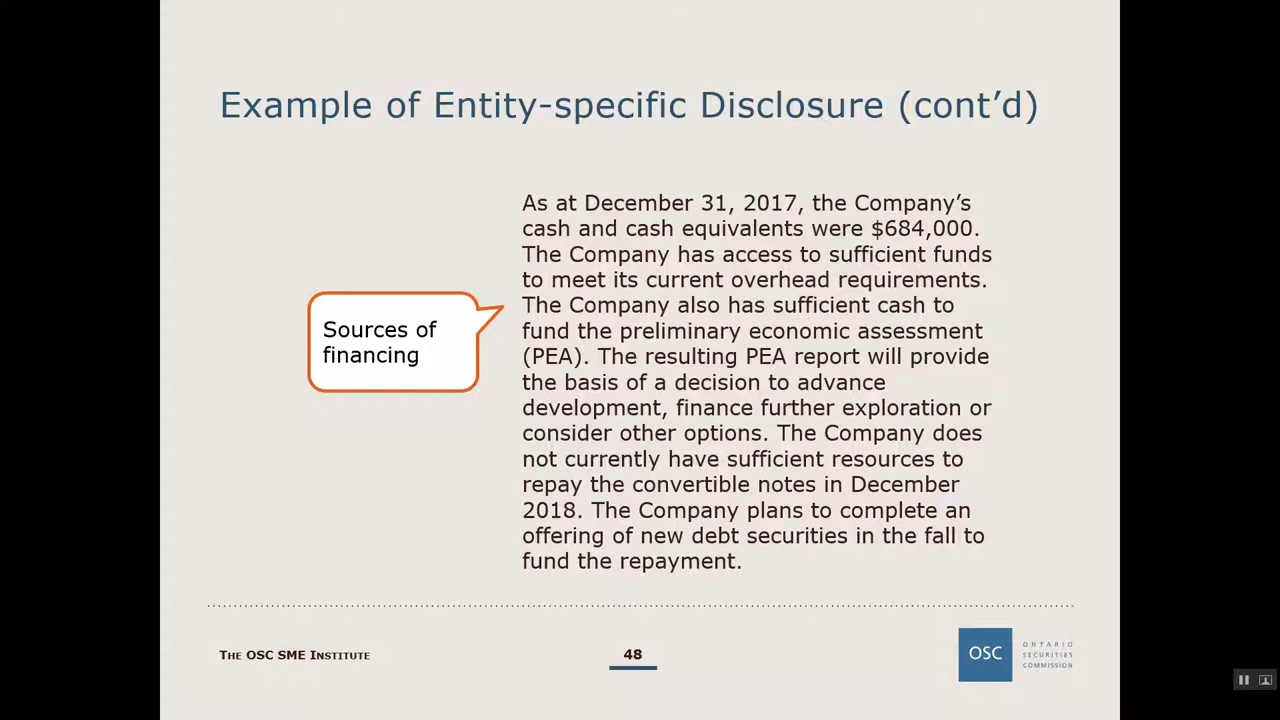 Example of Entity-specific Disclosure (cont’d)
As at December 31, 2017, the Company’s
cash and cash equivalents were $684,000.
The Company has access to sufficient funds
to meet its current overhead requirements.
The Company also has sufficient cash to
fund the preliminary economic assessment
(PEA). The resulting PEA report will provide
the basis of a decision to advance
development, finance further exploration or
consider other options. The Company does
not currently have sufficient resources to
repay the convertible notes in December
2018. The Company plans to complete an
offering of new debt securities in the fall to
fund the repayment.
Sources of
financing
THE OSC SME INSTITUTE
48
OSC
ONTARIO
SECURITIES
COMMISSION